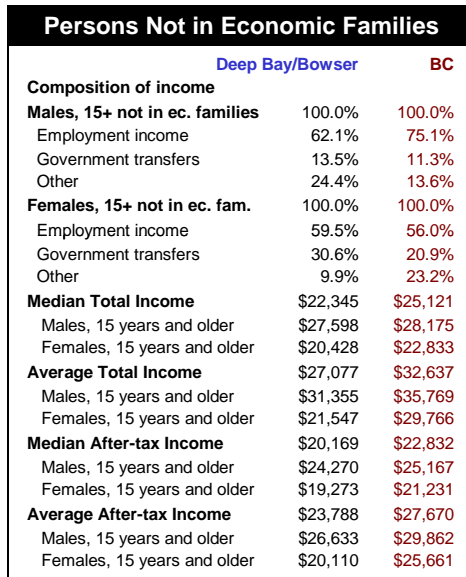 Persons Not in Economic Families
Deep Bay/Bowser BC
Composition of income
Males, 15+ not in ec. families 100.0% 100.0%
Employment income 62.1% 75.1%
Government transfers 13.5% 11.3%
Other 24.4% 13.6%
Females, 15+ not in ec. fam. 100.0% 100.0%
Employment income 59.5% 56.0%
Government transfers 30.6% 20.9%
Other 9.9% 23.2%
Median Total Income $22,345 $25,121
Males, 15 years and older $27,598 $28,175
Females, 15 years and older $20,428 $22,833
Average Total Income $27,077 $32,637
Males, 15 years and older $31,355 $35,769
Females, 15 years and older $21,547 $29,766
Median After-tax Income $20,169 $22,832
Males, 15 years and older $24,270 $25,167
Females, 15 years and older $19,273 $21,231
Average After-tax Income $23,788 $27,670
Males, 15 years and older $26,633 $29,862
Females, 15 years and older $20,110 $25,661